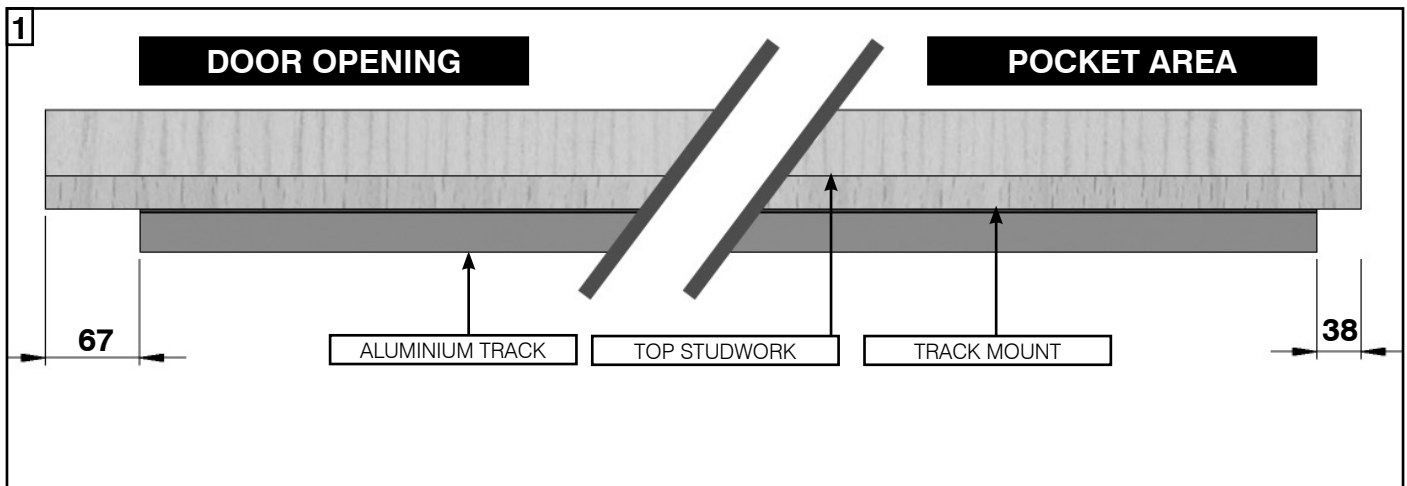 1
DOOR OPENING
POCKET AREA
67
38
ALUMINIUM TRACK
TOP STUDWORK
TRACK MOUNT